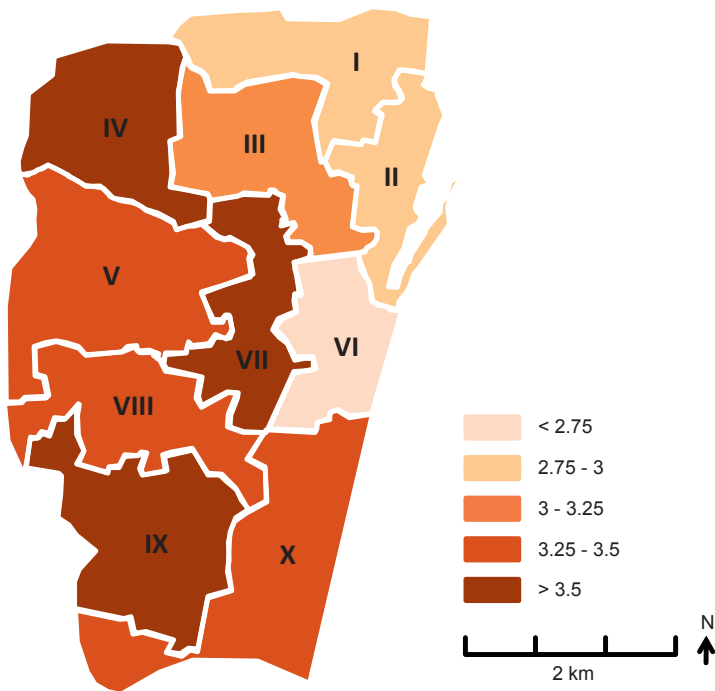 I
IV
III
II
V
VI
VII
VIII
IX
X
< 2.75
2.75 - 3
3 - 3.25
3.25 - 3.5
> 3.5
N
2 km